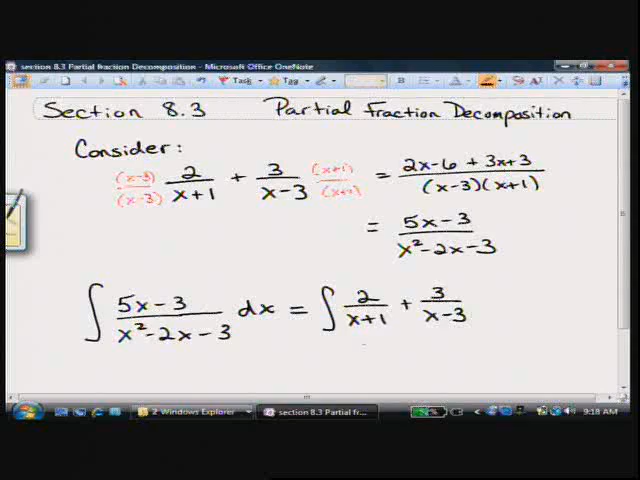 section 8.3 Partial fraction Decomposition - Microsoft Office OneNote
Task
Tag
B
Section 8.3 Partial Fraction Decomposition
Consider:
(x-3)/(x-3) 2/(x+1) + 3/(x-3) (x+1)/(x+1) = (2x-6 + 3x+3)/((x-3)(x+1))
= (5x-3)/(x²-2x-3)
∫ (5x-3)/(x²-2x-3) dx = ∫ 2/(x+1) + 3/(x-3)
2 Windows Explorer
section 8.3 Partial fr...
9:18 AM